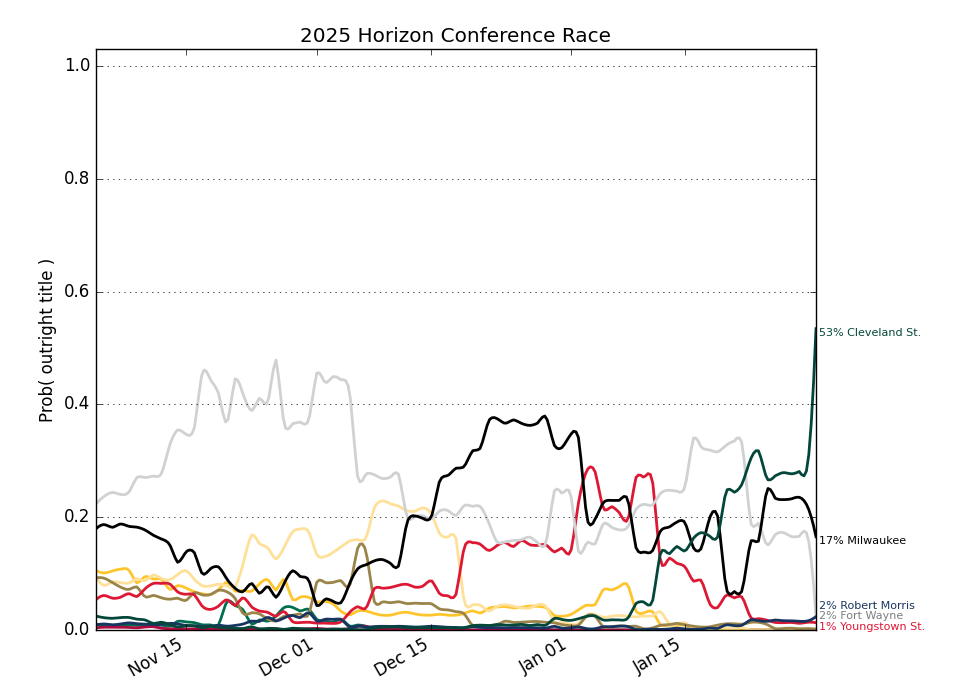 2025 Horizon Conference Race
Prob( outright title )
1.0
0.8
0.6
0.4
0.2
0.0
Nov 15
Dec 01
Dec 15
Jan 01
Jan 15
53% Cleveland St.
17% Milwaukee
2% Robert Morris
2% Fort Wayne
1% Youngstown St.